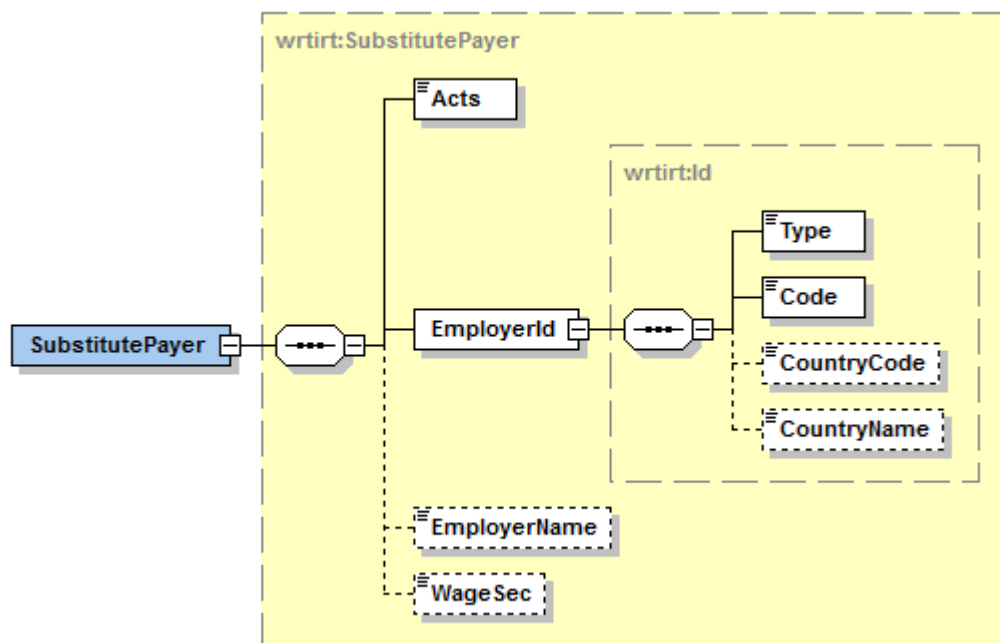 wrtirt:SubstitutePayer
Acts
wrtirt:Id
Type
Code
SubstitutePayer
EmployerId
CountryCode
CountryName
EmployerName
WageSec